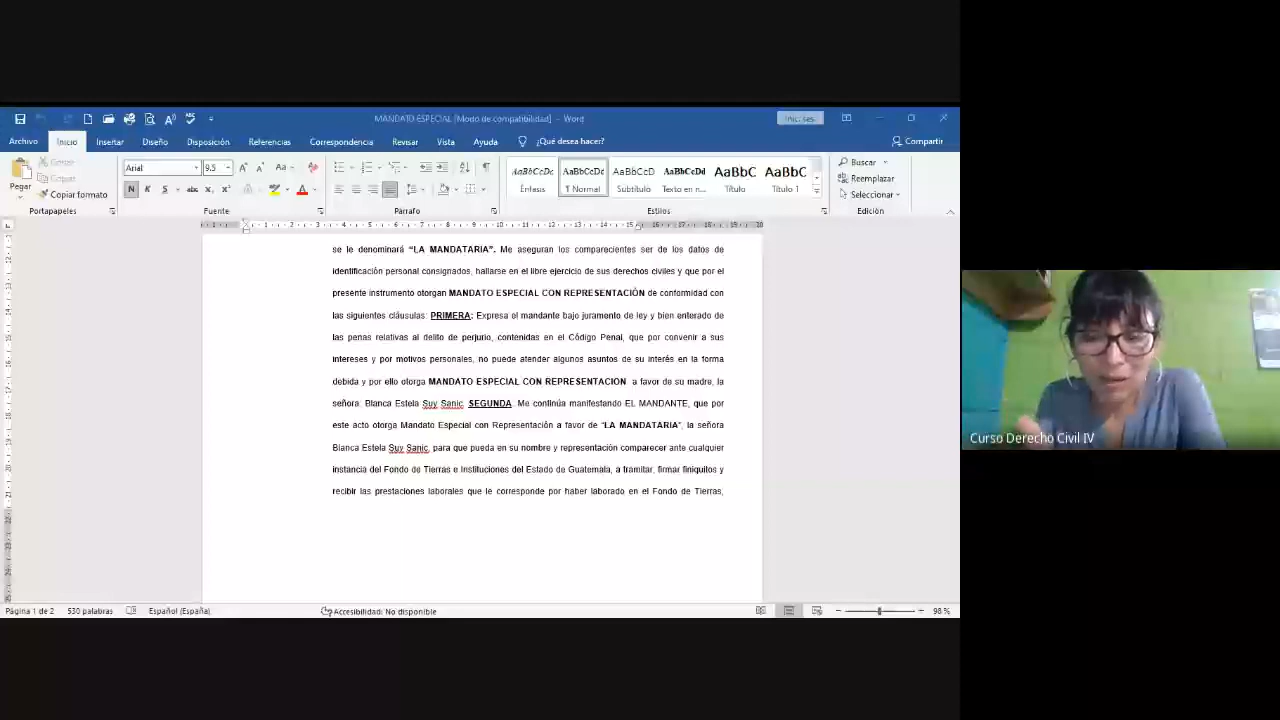 MANDATO ESPECIAL [Modo de compatibilidad] - Word
Archivo Inicio Insertar Diseño Disposición Referencias Correspondencia Revisar Vista Ayuda ¿Qué desea hacer? Compartir
Pegar
Cortar
Copiar
Copiar formato
Portapapeles
Arial 9.5
Fuente
Párrafo
AaBbCcDc Énfasis
AaBbCcDc ¶ Normal
AaBbCcD Subtítulo
AaBbCcDd Texto en n...
AaBbC Título
AaBbC Título 1
Estilos
Buscar
Reemplazar
Seleccionar
Edición
se le denominará “LA MANDATARIA”. Me aseguran los comparecientes ser de los datos de
identificación personal consignados, hallarse en el libre ejercicio de sus derechos civiles y que por el
presente instrumento otorgan MANDATO ESPECIAL CON REPRESENTACIÓN de conformidad con
las siguientes cláusulas: PRIMERA: Expresa el mandante bajo juramento de ley y bien enterado de
las penas relativas al delito de perjurio, contenidas en el Código Penal, que por convenir a sus
intereses y por motivos personales, no puede atender algunos asuntos de su interés en la forma
debida y por ello otorga MANDATO ESPECIAL CON REPRESENTACION a favor de su madre, la
señora: Blanca Estela Suy Sanic, SEGUNDA. Me continúa manifestando EL MANDANTE, que por
este acto otorga Mandato Especial con Representación a favor de “LA MANDATARIA”, la señora
Blanca Estela Suy Sanic, para que pueda en su nombre y representación comparecer ante cualquier
instancia del Fondo de Tierras e Instituciones del Estado de Guatemala, a tramitar, firmar finiquitos y
recibir las prestaciones laborales que le corresponde por haber laborado en el Fondo de Tierras,
Página 1 de 2 530 palabras Español (España) Accesibilidad: No disponible 98 %
Curso Derecho Civil IV